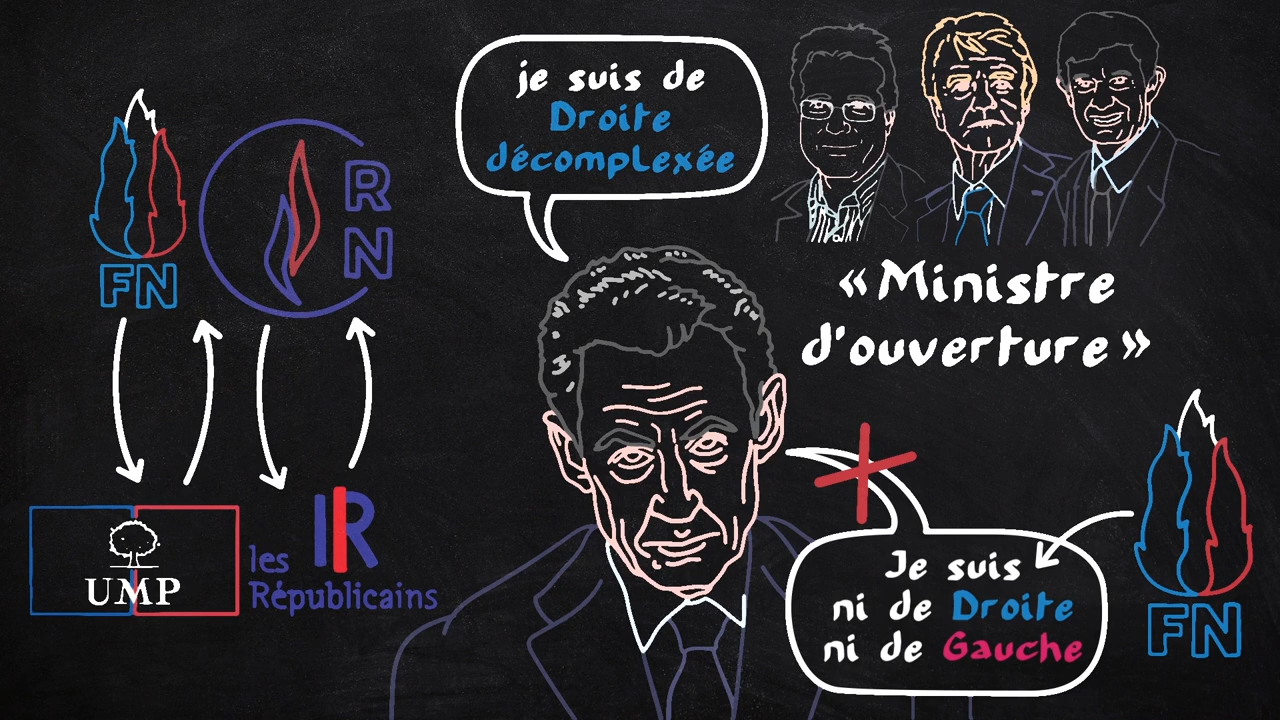 je suis de
Droite
décomplexée
« Ministre
d'ouverture »
FN
R
N
UMP
les
R
Républicains
Je suis
ni de Droite
ni de Gauche
FN